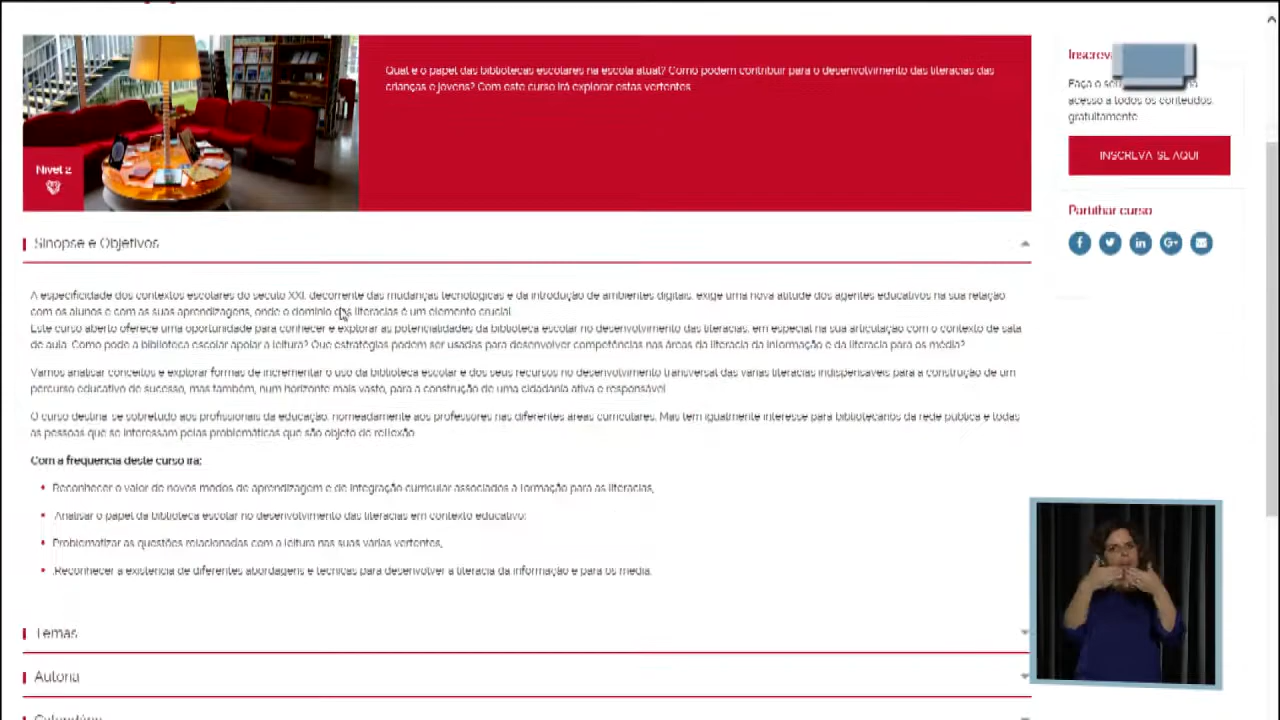 Qual é o papel das bibliotecas escolares na escola atual? Como podem contribuir para o desenvolvimento das literacias das
crianças e jovens? Com este curso irá explorar estas vertentes.
Nível 2
Inscreva
Faça o
acesso a todos os conteúdos,
gratuitamente
INSCREVA-SE AQUI
Partilhar curso
Sinopse e Objetivos
A especificidade dos contextos escolares do século XXI, decorrente das mudanças tecnológicas e da introdução de ambientes digitais, exige uma nova atitude dos agentes educativos na sua relação
com os alunos e com as suas aprendizagens, onde o domínio das literacias é um elemento crucial.
Este curso aberto oferece uma oportunidade para conhecer e explorar as potencialidades da biblioteca escolar no desenvolvimento das literacias, em especial na sua articulação com o contexto de sala
de aula. Como pode a biblioteca escolar apoiar a leitura? Que estratégias podem ser usadas para desenvolver competências nas áreas da literacia da informação e da literacia para os média?
Vamos analisar conceitos e explorar formas de incrementar o uso da biblioteca escolar e dos seus recursos no desenvolvimento transversal das várias literacias indispensáveis para a construção de um
percurso educativo de sucesso, mas também, num horizonte mais vasto, para a construção de uma cidadania ativa e responsável.
O curso destina-se sobretudo aos profissionais da educação, nomeadamente aos professores nas diferentes áreas curriculares. Mas tem igualmente interesse para bibliotecários da rede pública e todas
as pessoas que se interessam pelas problemáticas que são objeto de reflexão.
Com a frequência deste curso irá:
Reconhecer o valor de novos modos de aprendizagem e de integração curricular associados à formação para as literacias;
Analisar o papel da biblioteca escolar no desenvolvimento das literacias em contexto educativo;
Problematizar as questões relacionadas com a leitura nas suas várias vertentes;
.Reconhecer a existência de diferentes abordagens e técnicas para desenvolver a literacia da informação e para os média.
Temas
Autoria
Calendário